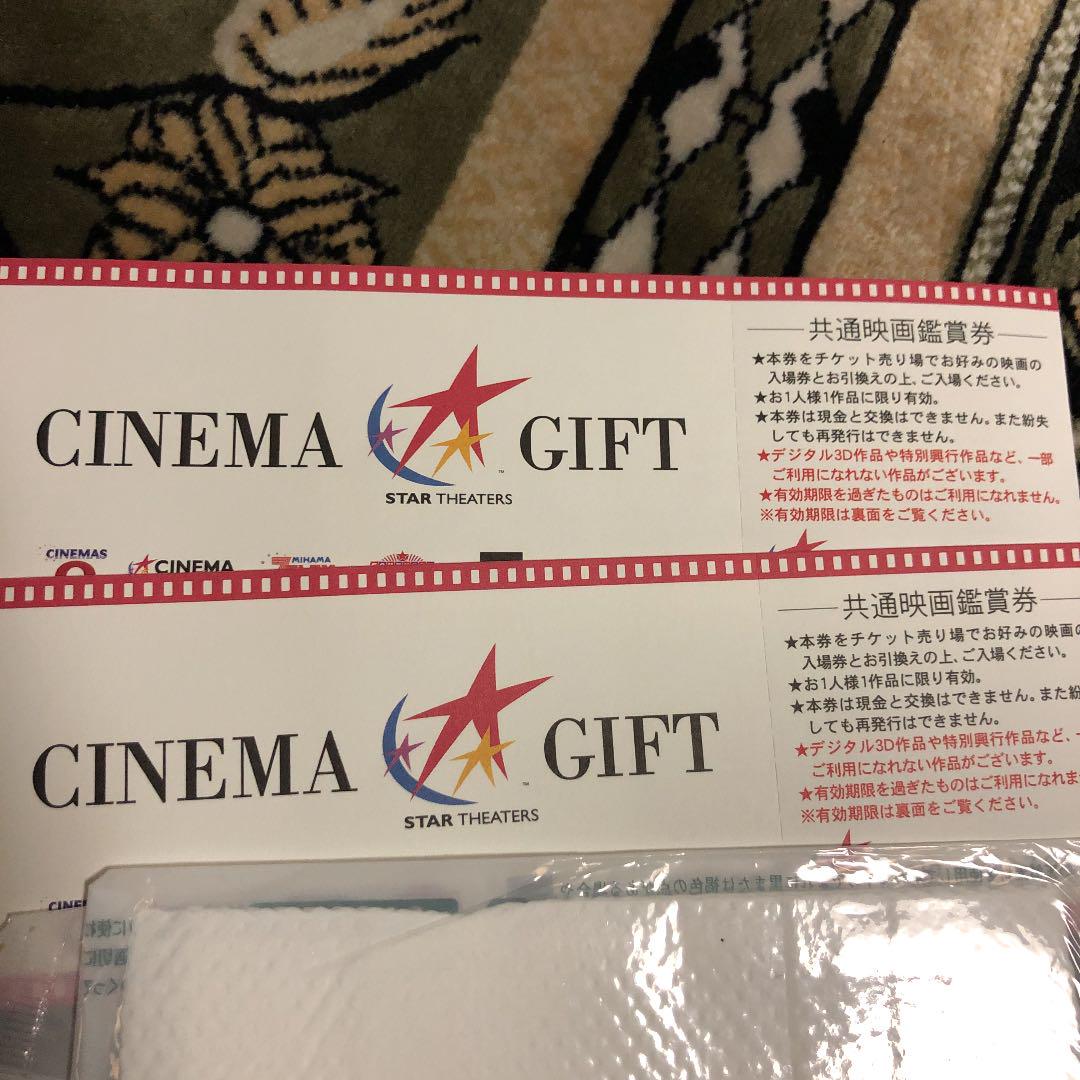 共通映画鑑賞券
★本券をチケット売り場でお好みの映画の
入場券とお引換えの上、ご入場ください。
★お1人様1作品に限り有効。
★本券は現金と交換はできません。また紛失
しても再発行はできません。
★デジタル3D作品や特別興行作品など、一部
ご利用になれない作品がございます。
★有効期限を過ぎたものはご利用になれません。
※有効期限は裏面をご覧ください。
CINEMA GIFT
STAR THEATERS
CINEMAS
CINEMA
MIHAMA
共通映画鑑賞券
★本券をチケット売り場でお好みの映画の
入場券とお引換えの上、ご入場ください。
★お1人様1作品に限り有効。
★本券は現金と交換はできません。また紛
しても再発行はできません。
★デジタル3D作品や特別興行作品など、一
ご利用になれない作品がございます。
★有効期限を過ぎたものはご利用になれま
※有効期限は裏面をご覧ください。
CINEMA GIFT
STAR THEATERS